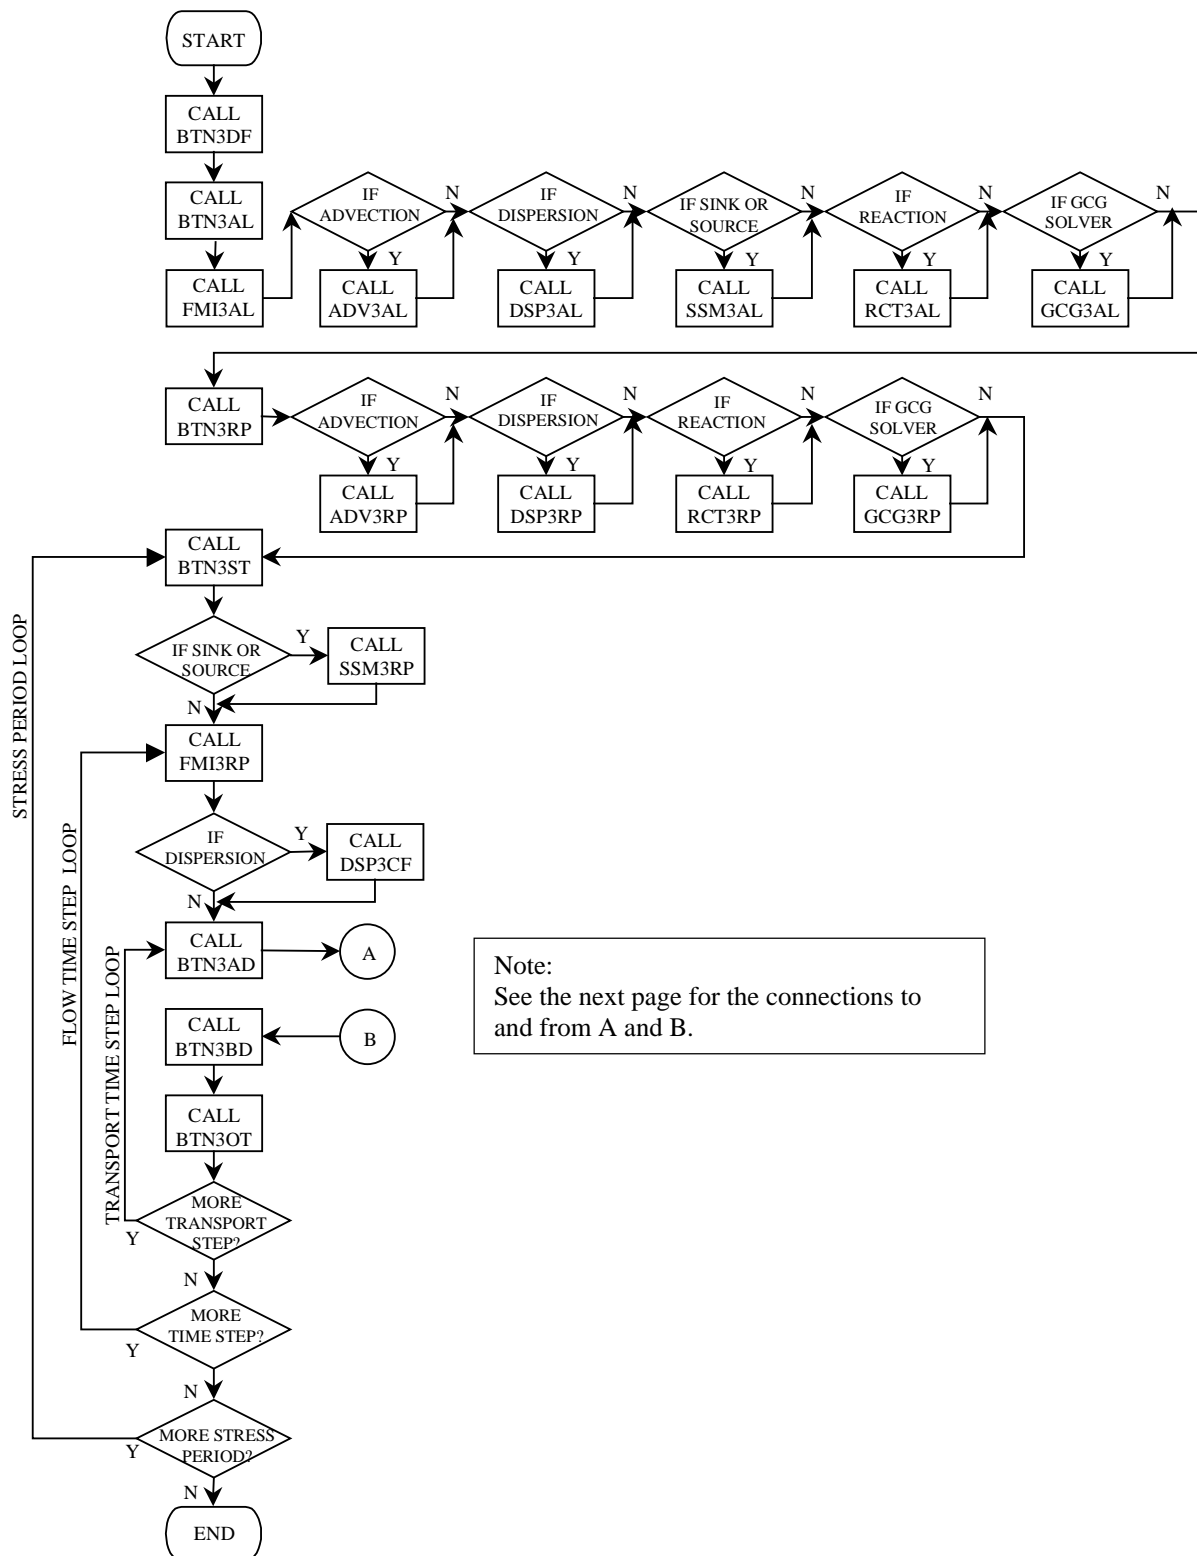 START
CALL
BTN3DF
CALL
BTN3AL
CALL
FMI3AL
IF
ADVECTION
N
Y
CALL
ADV3AL
IF
DISPERSION
N
Y
CALL
DSP3AL
IF SINK OR
SOURCE
N
Y
CALL
SSM3AL
IF
REACTION
N
Y
CALL
RCT3AL
IF GCG
SOLVER
N
Y
CALL
GCG3AL
CALL
BTN3RP
IF
ADVECTION
N
Y
CALL
ADV3RP
IF
DISPERSION
N
Y
CALL
DSP3RP
IF
REACTION
N
Y
CALL
RCT3RP
IF GCG
SOLVER
N
Y
CALL
GCG3RP
CALL
BTN3ST
IF SINK OR
SOURCE
Y
CALL
SSM3RP
N
CALL
FMI3RP
IF
DISPERSION
Y
CALL
DSP3CF
N
CALL
BTN3AD
A
CALL
BTN3BD
B
CALL
BTN3OT
MORE
TRANSPORT
STEP?
Y
N
MORE
TIME STEP?
Y
N
MORE STRESS
PERIOD?
Y
N
END
STRESS PERIOD LOOP
FLOW TIME STEP LOOP
TRANSPORT TIME STEP LOOP
Note:
See the next page for the connections to
and from A and B.